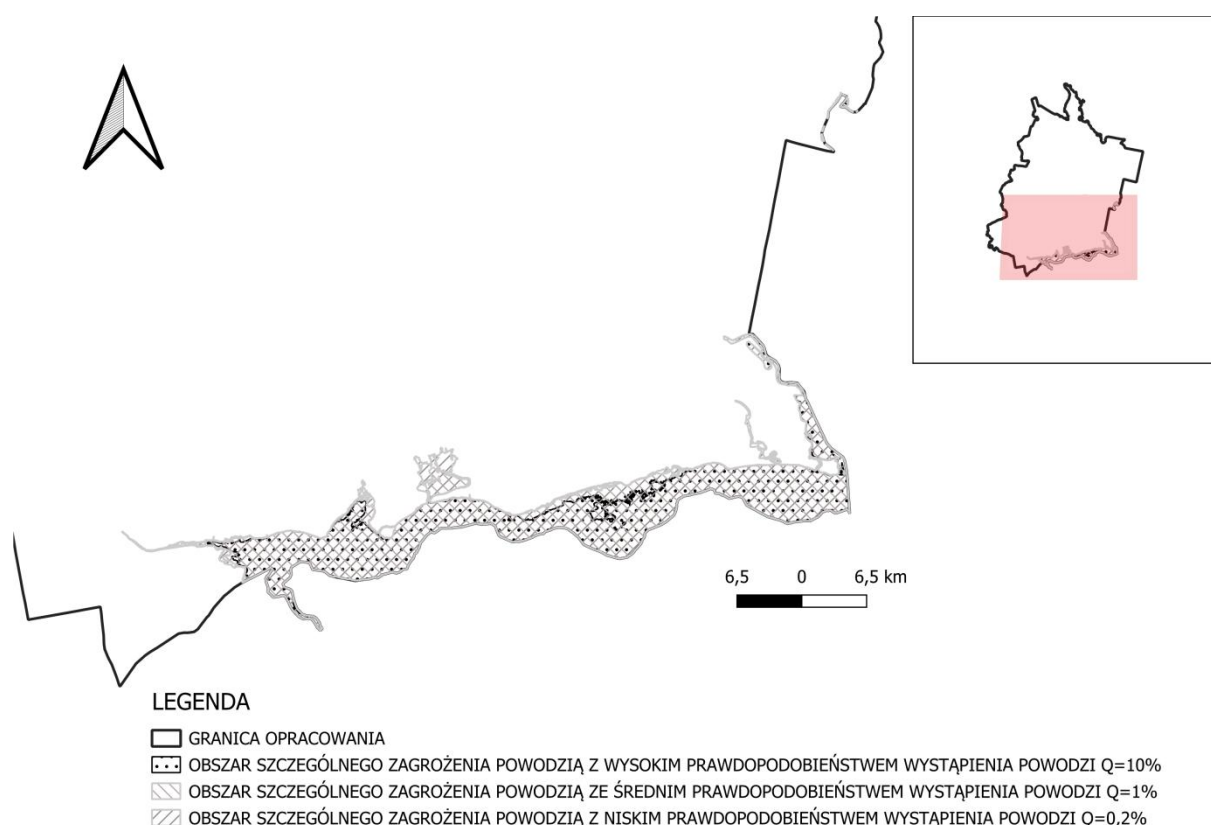 6,5 0 6,5 km
LEGENDA
GRANICA OPRACOWANIA
OBSZAR SZCZEGÓLNEGO ZAGROŻENIA POWODZIĄ Z WYSOKIM PRAWDOPODOBIEŃSTWEM WYSTĄPIENIA POWODZI Q=10%
OBSZAR SZCZEGÓLNEGO ZAGROŻENIA POWODZIĄ ZE ŚREDNIM PRAWDOPODOBIEŃSTWEM WYSTĄPIENIA POWODZI Q=1%
OBSZAR SZCZEGÓLNEGO ZAGROŻENIA POWODZIĄ Z NISKIM PRAWDOPODOBIEŃSTWEM WYSTĄPIENIA POWODZI Q=0,2%